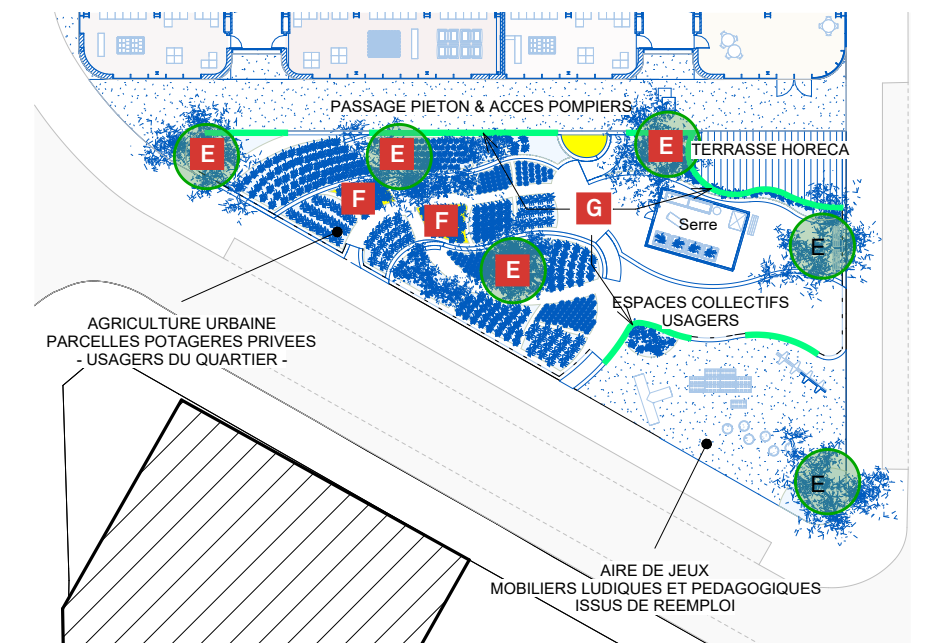 PASSAGE PIETON & ACCES POMPIERS
E
E
E
TERRASSE HORECA
F
F
G
Serre
E
E
ESPACES COLLECTIFS
USAGERS
AGRICULTURE URBAINE
PARCELLES POTAGERES PRIVEES
- USAGERS DU QUARTIER -
E
AIRE DE JEUX
MOBILIERS LUDIQUES ET PEDAGOGIQUES
ISSUS DE REEMPLOI